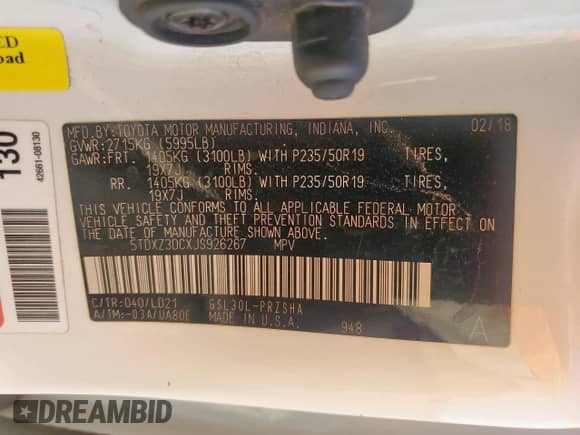 ED
oad
130
42661-08130
MFD.BY:TOYOTA MOTOR MANUFACTURING, INDIANA, INC. 02/18
GVWR:2715KG (5995LB)
GAWR:FRT. 1405KG (3100LB) WITH P235/50R19 TIRES,
19X7J RIMS.
RR. 1405KG (3100LB) WITH P235/50R19 TIRES,
19X7J RIMS.
THIS VEHICLE CONFORMS TO ALL APPLICABLE FEDERAL MOTOR
VEHICLE SAFETY AND THEFT PREVENTION STANDARDS IN EFFECT ON
THE DATE OF MANUFACTURE SHOWN ABOVE.
5TDXZ3DCXJS926267 MPV
C/TR:040/LD21 GSL30L-PRZSHA
A/TM:-03A/UA80E MADE IN U.S.A. 948
A
DREAMBID